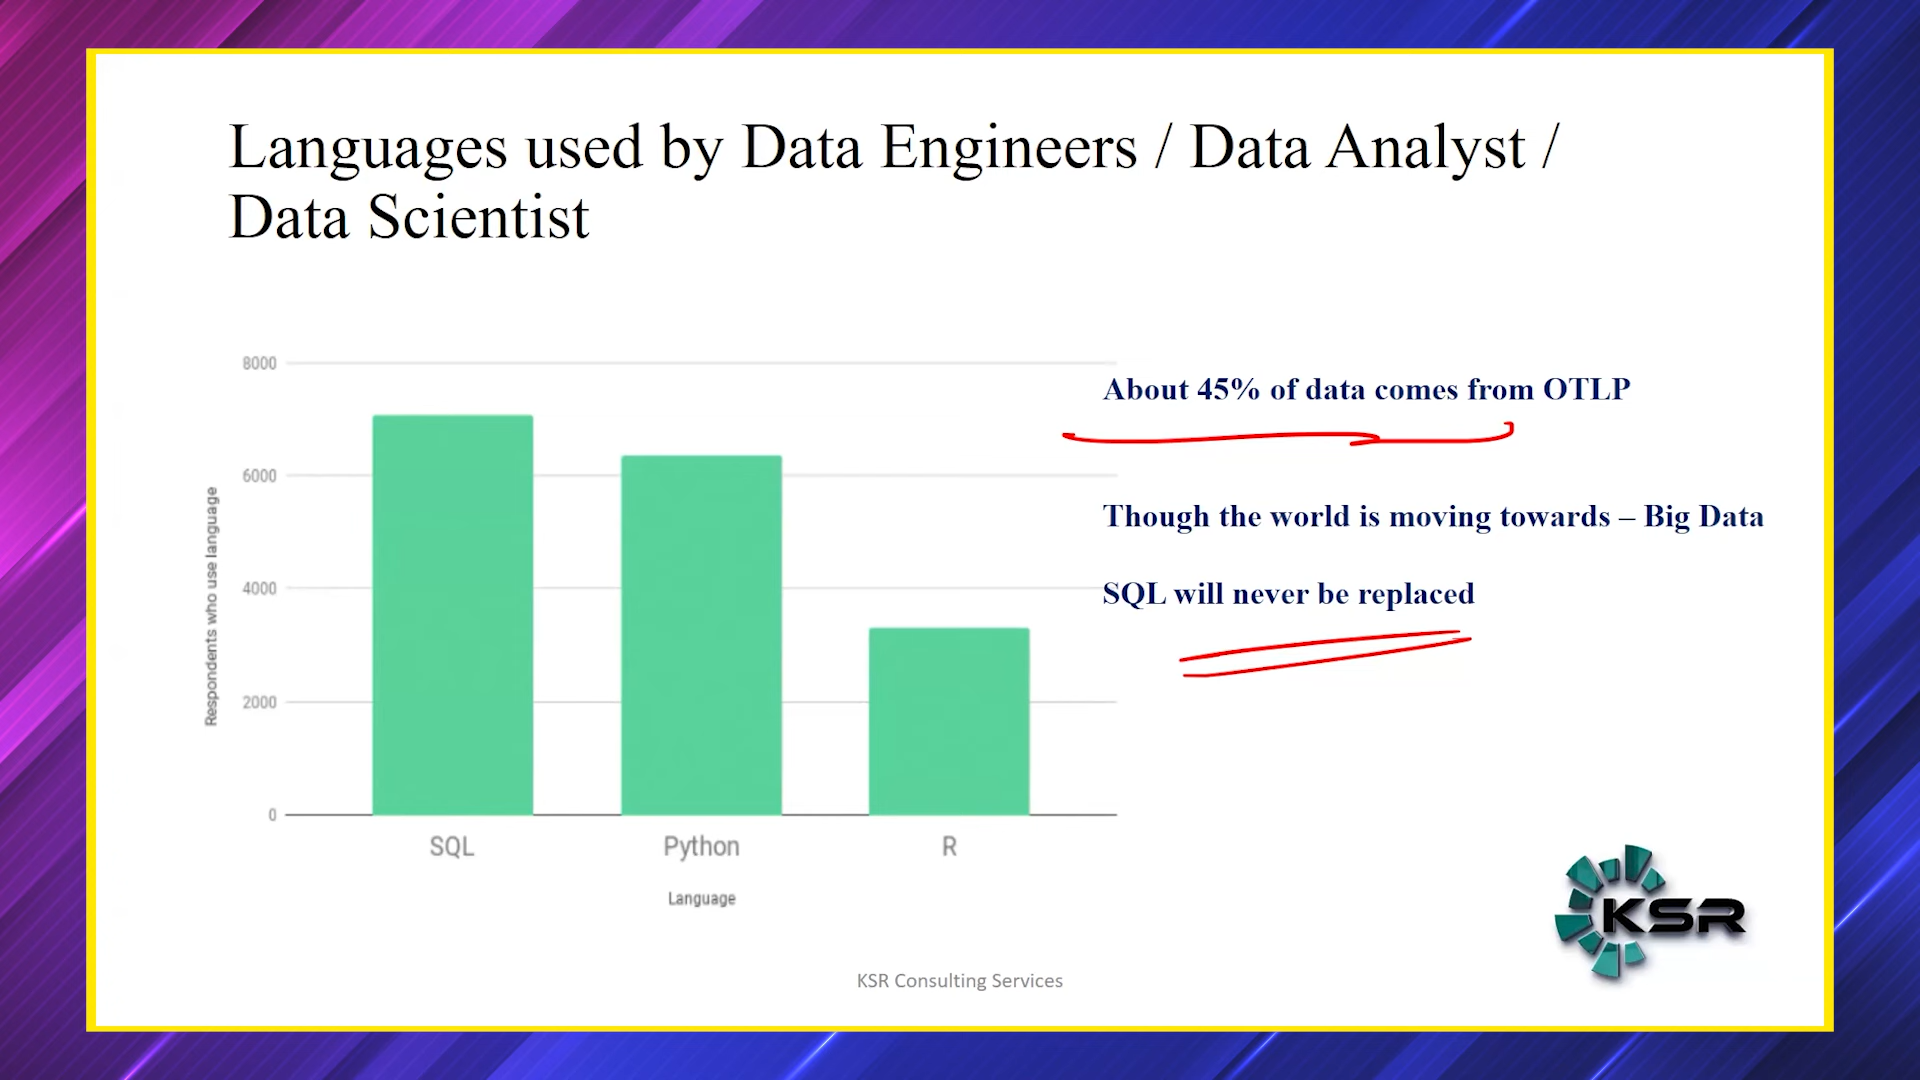 Languages used by Data Engineers / Data Analyst /
Data Scientist
8000
6000
4000
2000
0
Respondents who use language
SQL
Python
R
Language
About 45% of data comes from OTLP
Though the world is moving towards – Big Data
SQL will never be replaced
KSR
KSR Consulting Services